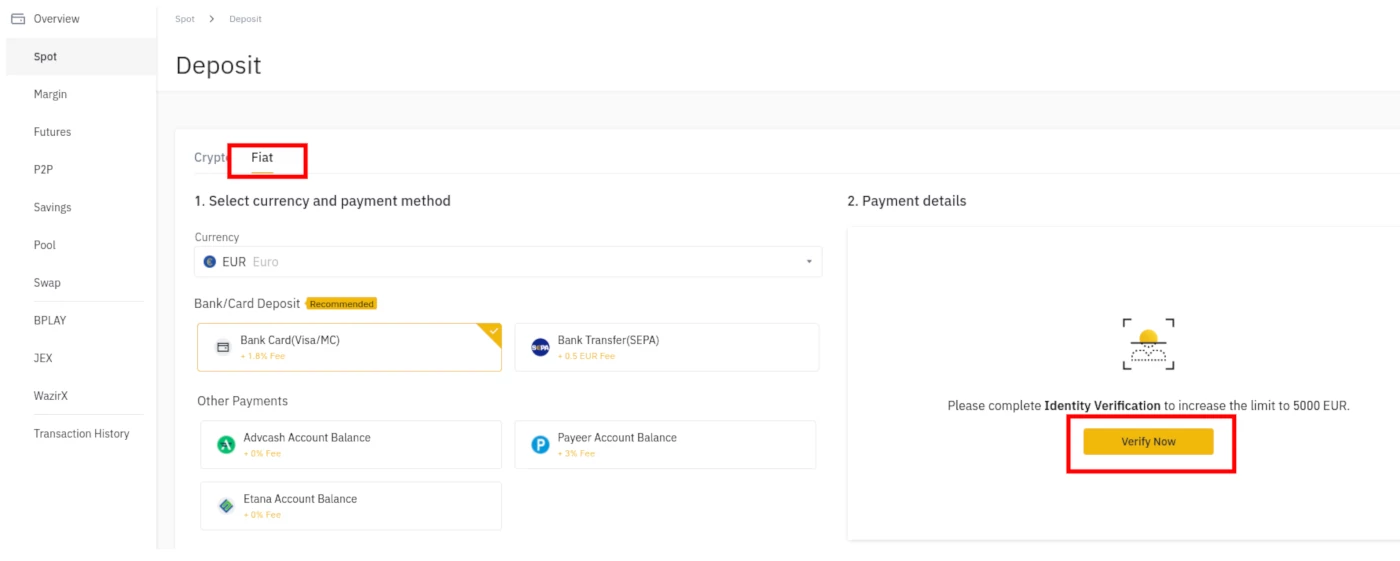 Overview
Spot
Margin
Futures
P2P
Savings
Pool
Swap
BPLAY
JEX
WazirX
Transaction History
Spot > Deposit
Deposit
Crypto Fiat
1. Select currency and payment method
Currency
EUR Euro
Bank/Card Deposit Recommended
Bank Card(Visa/MC)
+ 1.8% Fee
SEPA
Bank Transfer(SEPA)
+ 0.5 EUR Fee
Other Payments
Advcash Account Balance
+ 0% Fee
Payeer Account Balance
+ 3% Fee
Etana Account Balance
+ 0% Fee
2. Payment details
Please complete Identity Verification to increase the limit to 5000 EUR.
Verify Now